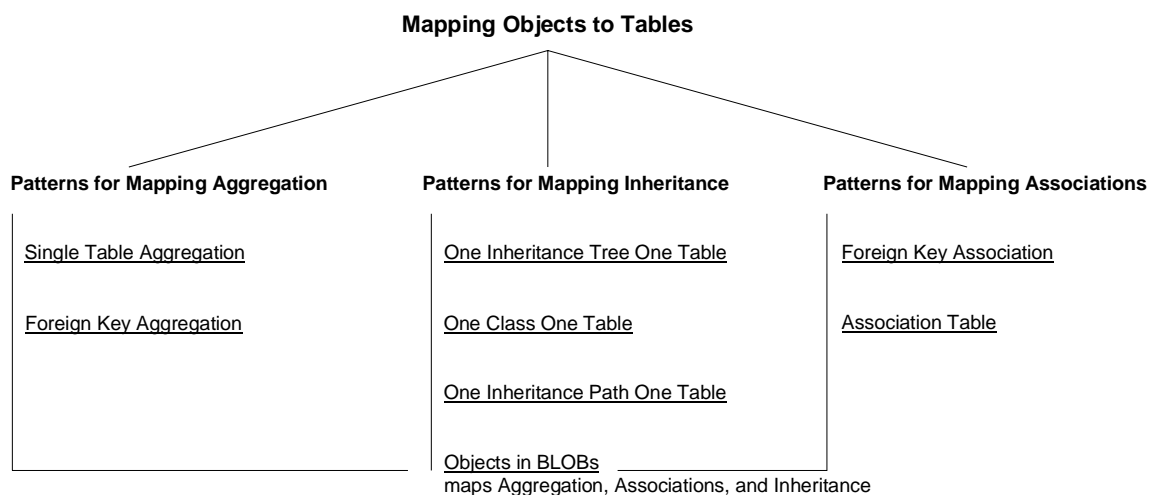 Mapping Objects to Tables
Patterns for Mapping Aggregation
Single Table Aggregation
Foreign Key Aggregation
Patterns for Mapping Inheritance
One Inheritance Tree One Table
One Class One Table
One Inheritance Path One Table
Objects in BLOBs
maps Aggregation, Associations, and Inheritance
Patterns for Mapping Associations
Foreign Key Association
Association Table